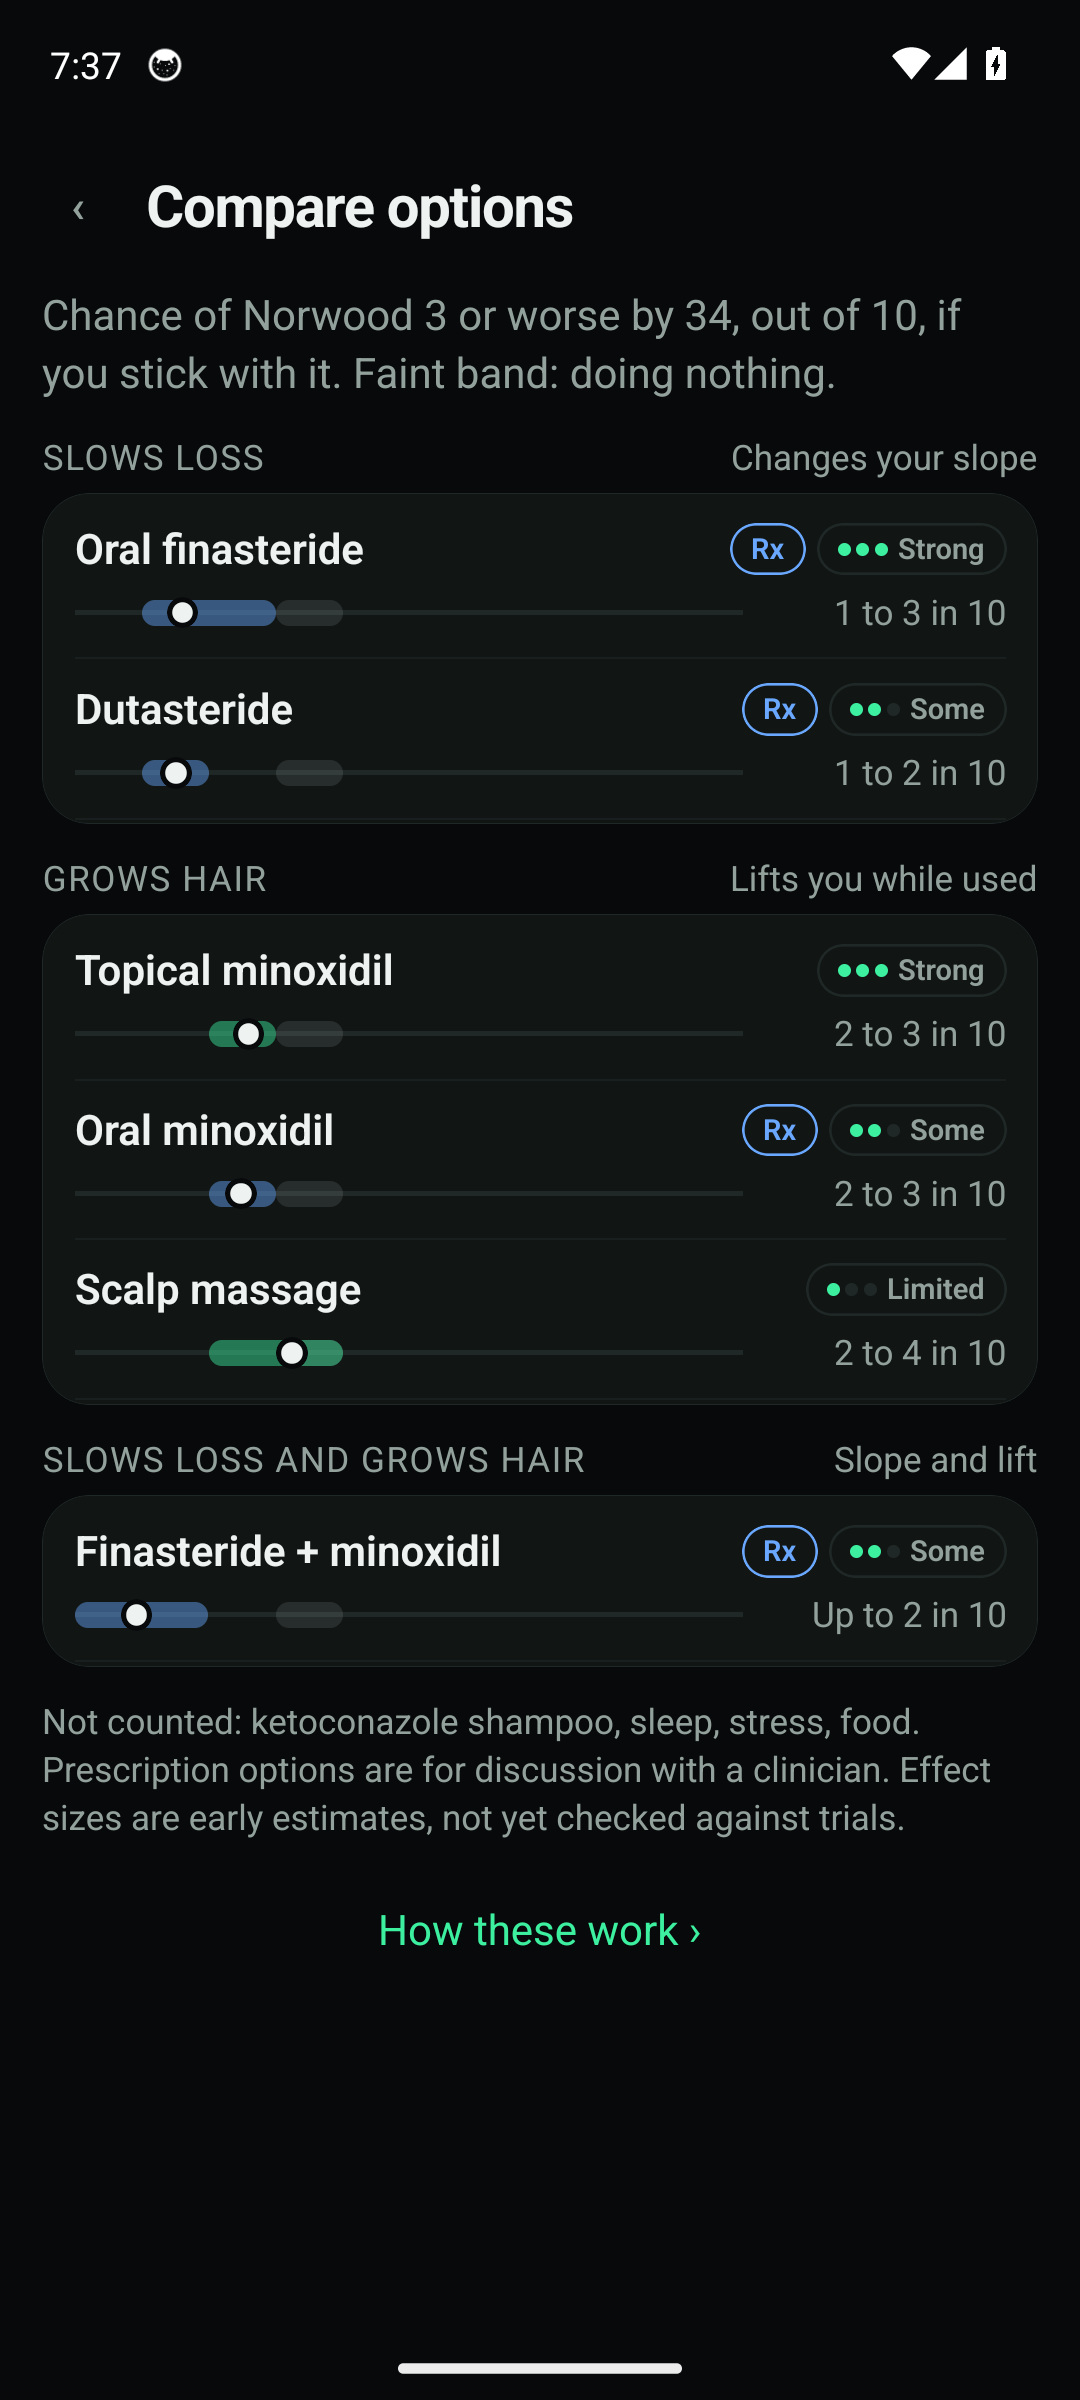 7:37
‹ Compare options
Chance of Norwood 3 or worse by 34, out of 10, if
you stick with it. Faint band: doing nothing.
SLOWS LOSS Changes your slope
Oral finasteride Rx Strong
1 to 3 in 10
Dutasteride Rx Some
1 to 2 in 10
GROWS HAIR Lifts you while used
Topical minoxidil Strong
2 to 3 in 10
Oral minoxidil Rx Some
2 to 3 in 10
Scalp massage Limited
2 to 4 in 10
SLOWS LOSS AND GROWS HAIR Slope and lift
Finasteride + minoxidil Rx Some
Up to 2 in 10
Not counted: ketoconazole shampoo, sleep, stress, food.
Prescription options are for discussion with a clinician. Effect
sizes are early estimates, not yet checked against trials.
How these work ›